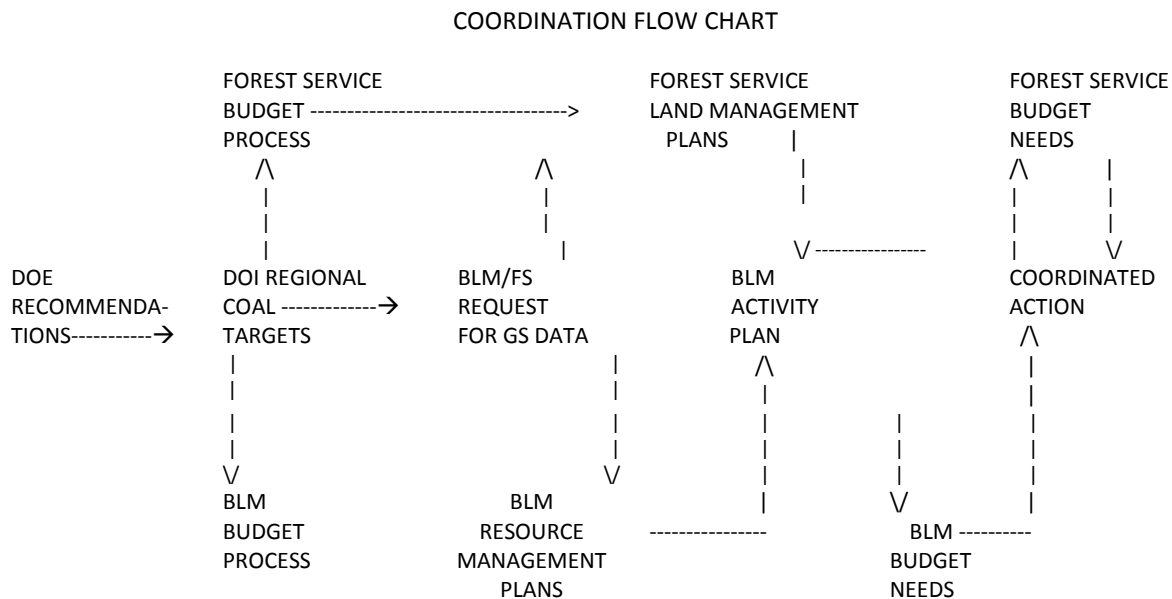 COORDINATION FLOW CHART
FOREST SERVICE
BUDGET
PROCESS
FOREST SERVICE
LAND MANAGEMENT
PLANS
FOREST SERVICE
BUDGET
NEEDS
DOE
RECOMMENDA-
TIONS
DOI REGIONAL
COAL
TARGETS
BLM/FS
REQUEST
FOR GS DATA
BLM
ACTIVITY
PLAN
COORDINATED
ACTION
BLM
BUDGET
PROCESS
BLM
RESOURCE
MANAGEMENT
PLANS
BLM
BUDGET
NEEDS